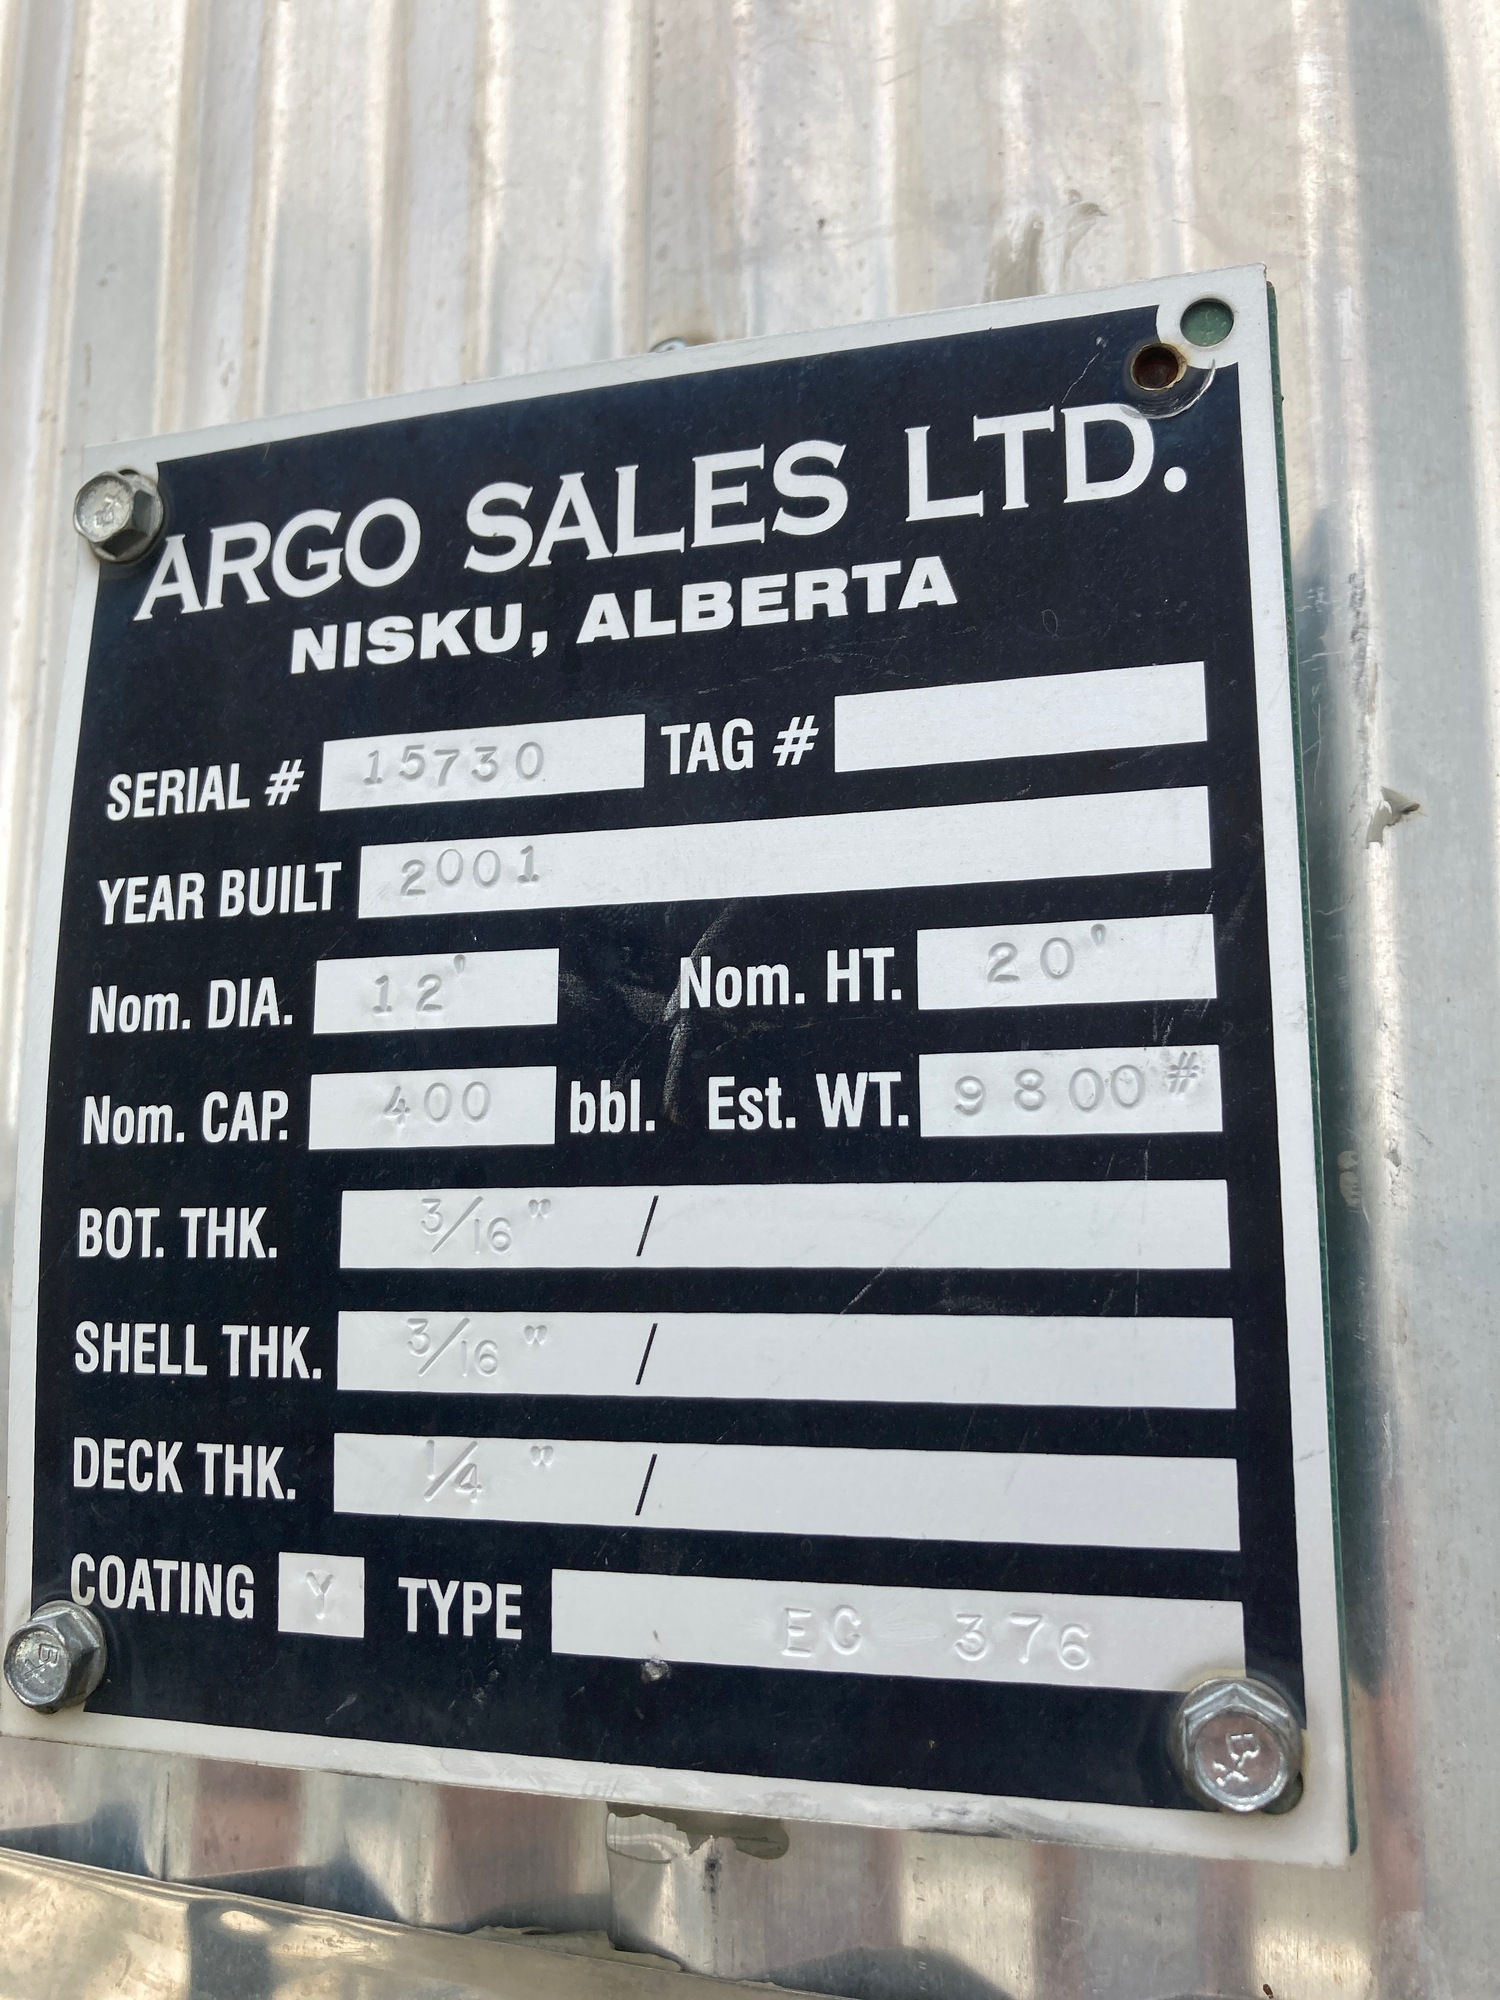 ARGO SALES LTD.
NISKU, ALBERTA
SERIAL # 15730 TAG #
YEAR BUILT 2001
Nom. DIA. 12' Nom. HT. 20'
Nom. CAP. 400 bbl. Est. WT. 9800#
BOT. THK. 3/16" /
SHELL THK. 3/16" /
DECK THK. 1/4" /
COATING Y TYPE EC 376